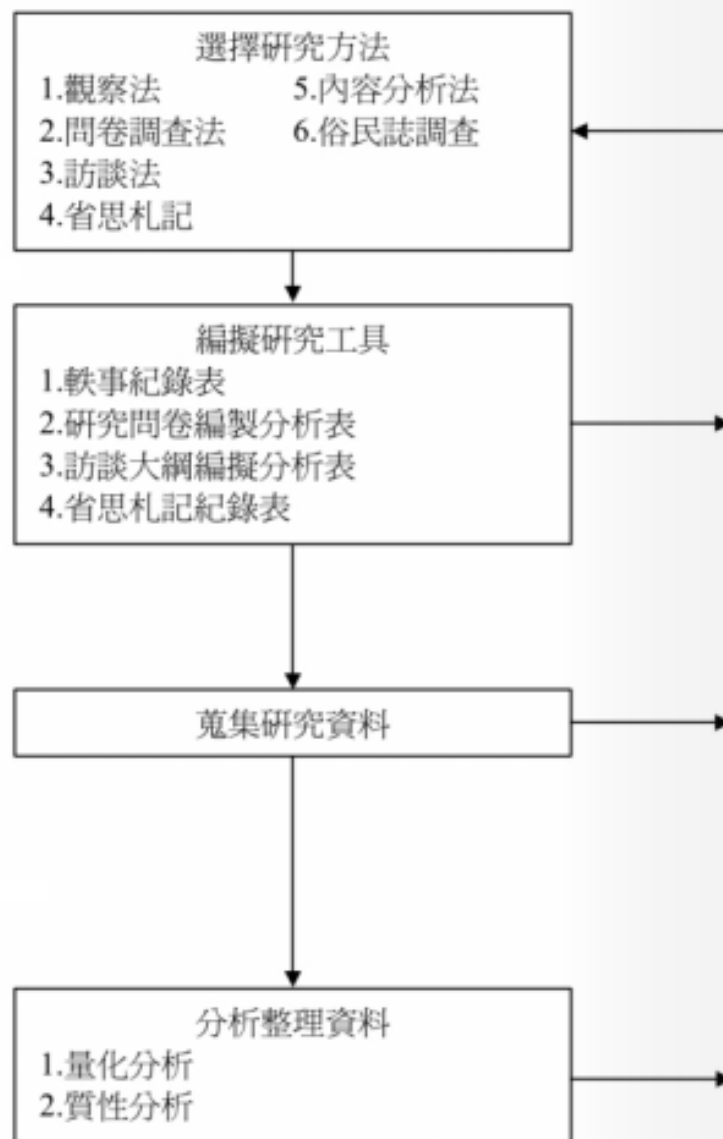 選擇研究方法
1.觀察法 5.內容分析法
2.問卷調查法 6.俗民誌調查
3.訪談法
4.省思札記
編擬研究工具
1.軼事紀錄表
2.研究問卷編製分析表
3.訪談大綱編擬分析表
4.省思札記紀錄表
蒐集研究資料
分析整理資料
1.量化分析
2.質性分析